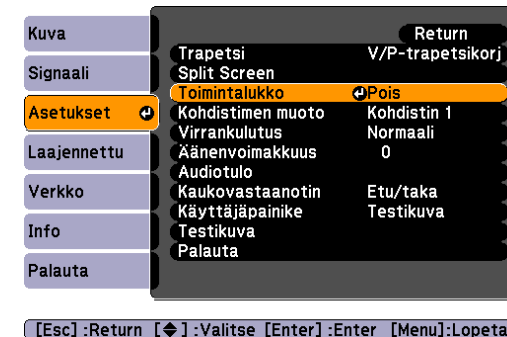 Kuva
Signaali
Asetukset
Laajennettu
Verkko
Info
Palauta
Return
Trapetsi V/P-trapetsikorj
Split Screen
Toimintalukko Pois
Kohdistimen muoto Kohdistin 1
Virrankulutus Normaali
Äänenvoimakkuus 0
Audiotulo
Kaukovastaanotin Etu/taka
Käyttäjäpainike Testikuva
Testikuva
Palauta
[Esc] :Return [◆] :Valitse [Enter] :Enter [Menu]:Lopeta